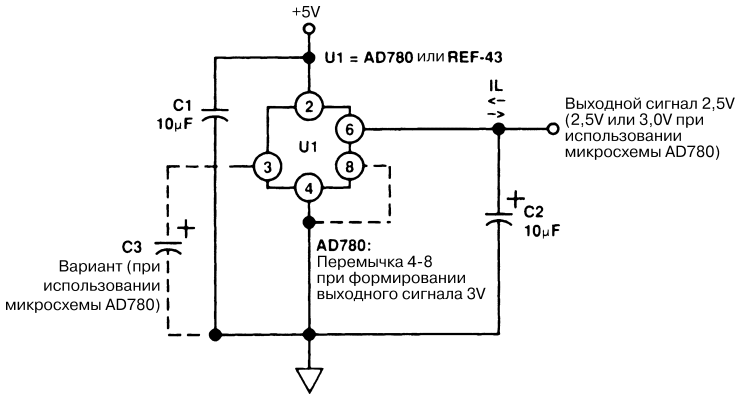 +5V
U1 = AD780 или REF-43
C1
10μF
2
6
U1
3
8
4
IL
<–
–>
Выходной сигнал 2,5V
(2,5V или 3,0V при
использовании
микросхемы AD780)
+
C2
10μF
+
C3
Вариант (при
использовании
микросхемы AD780)
AD780:
Перемычка 4-8
при формировании
выходного сигнала 3V